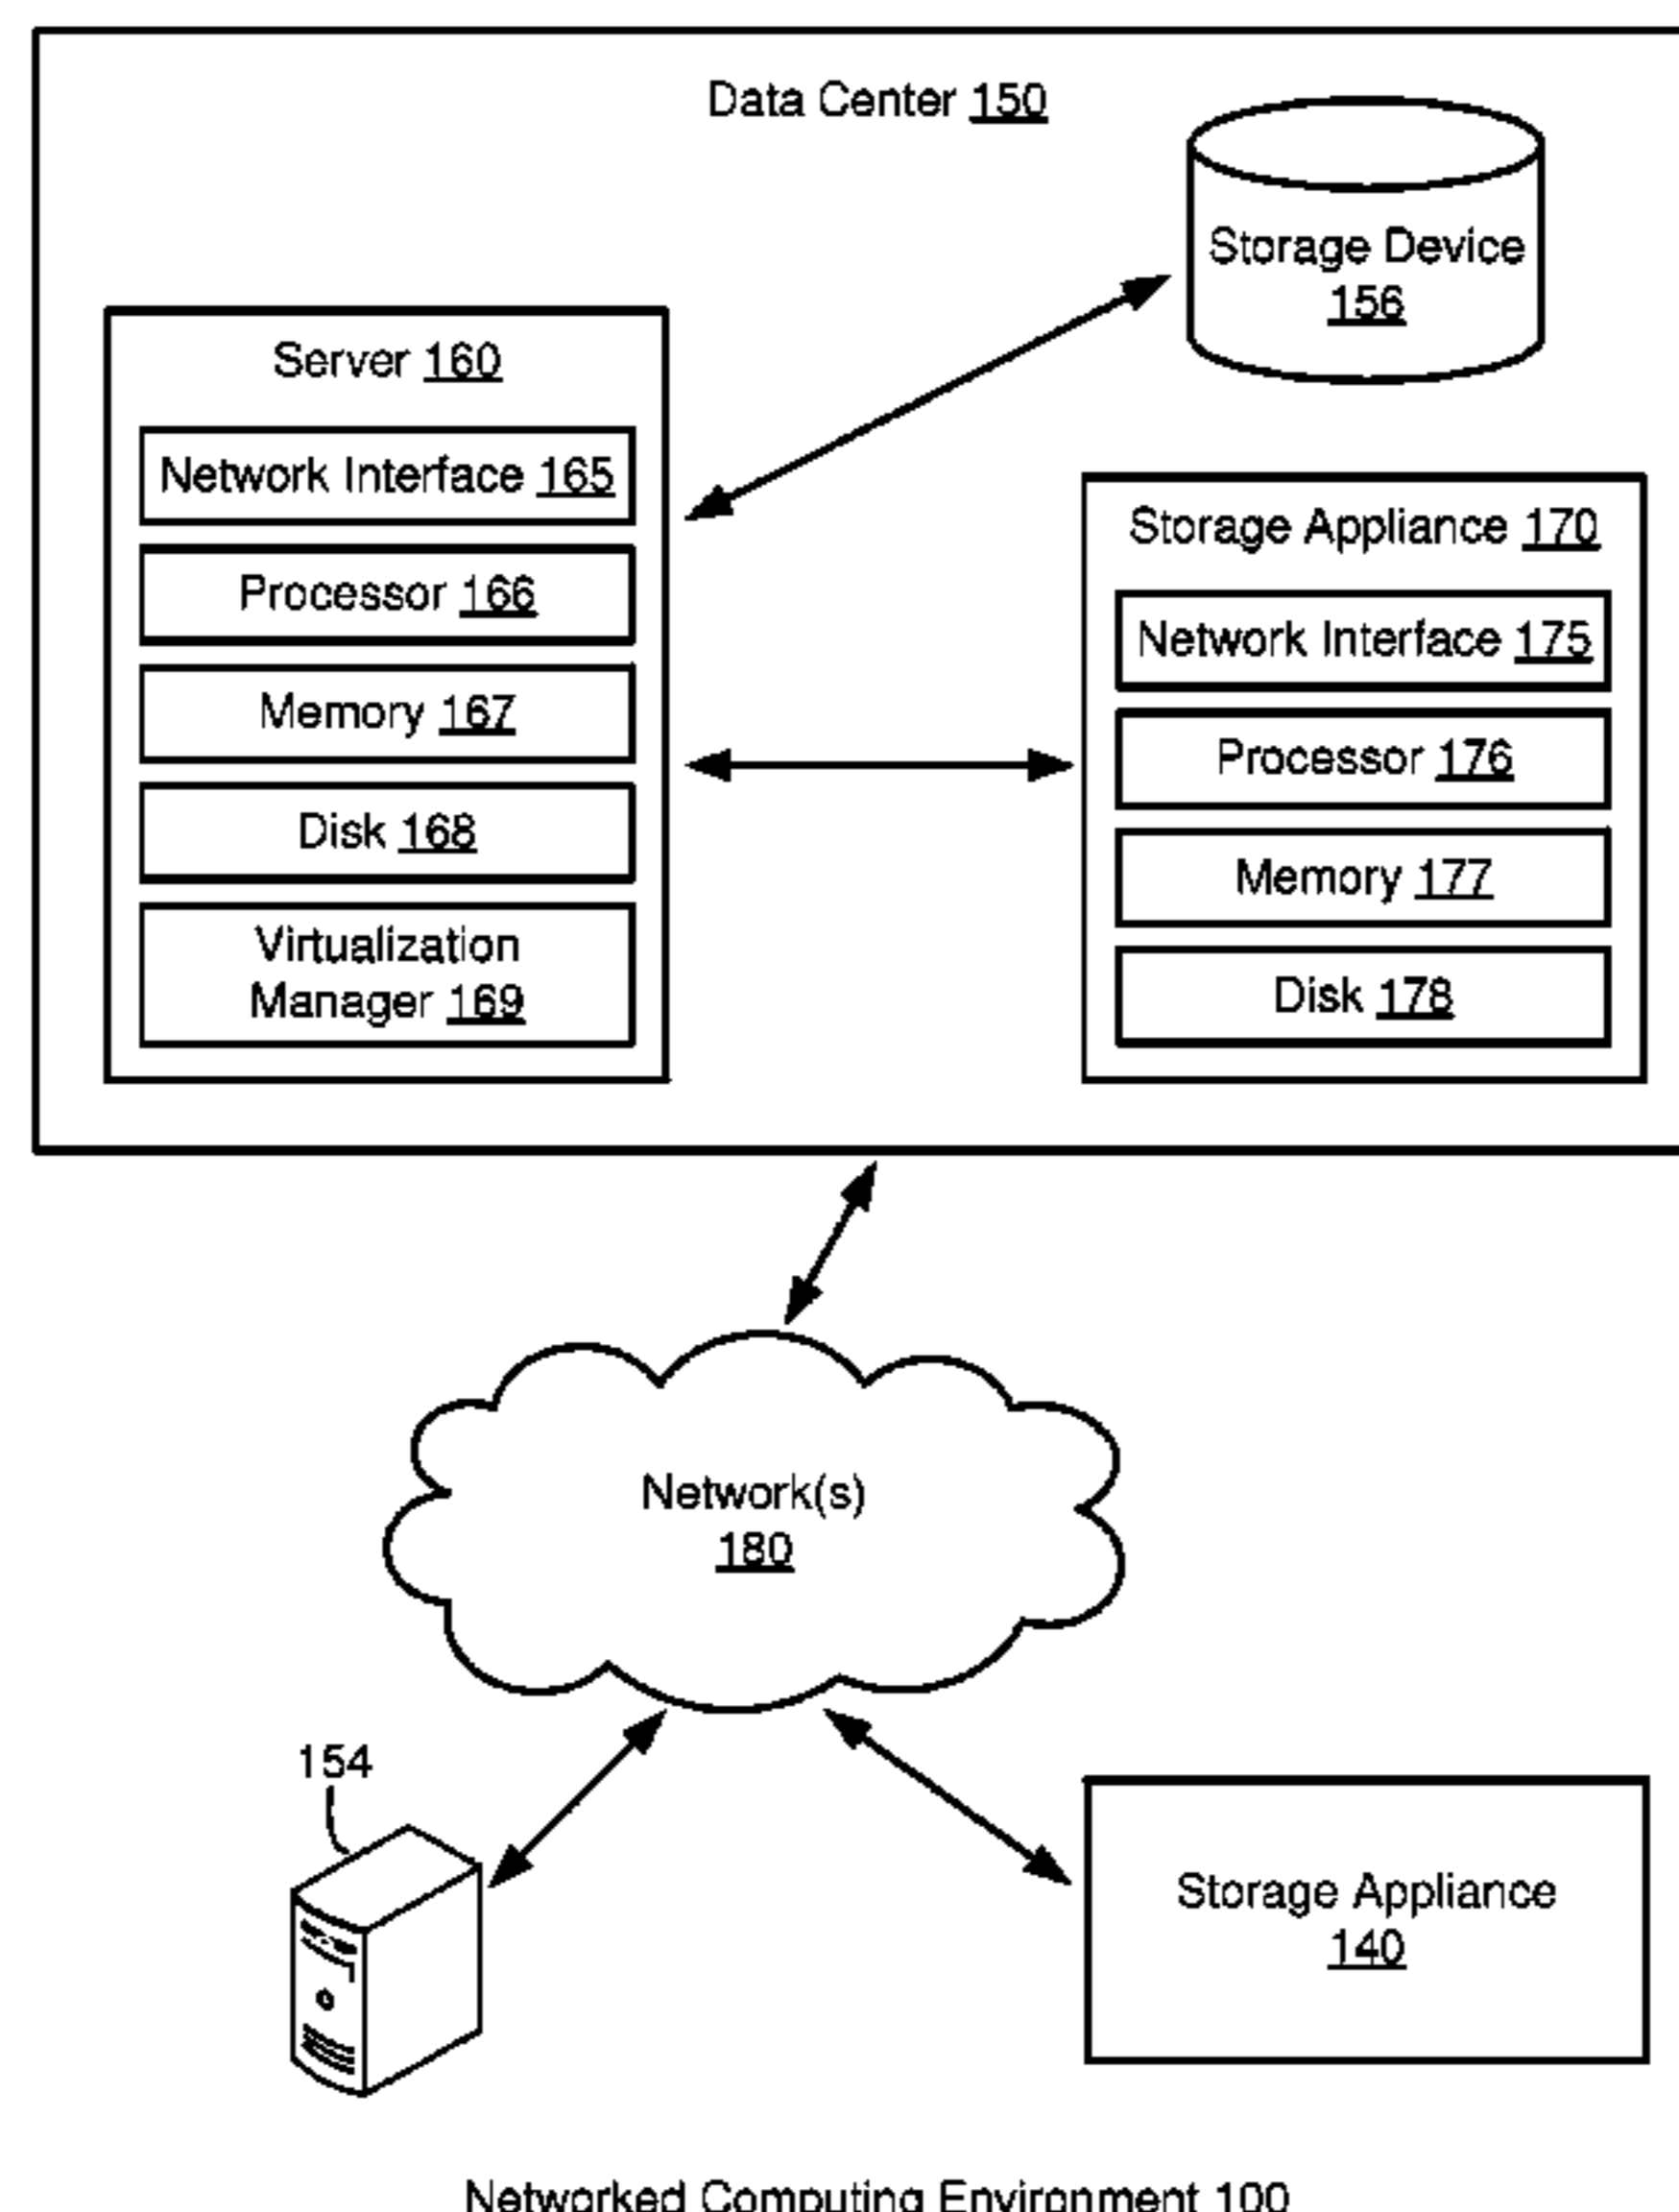 Data Center 150
Storage Device
156
Server 160
Network Interface 165
Processor 166
Memory 167
Disk 168
Virtualization
Manager 169
Storage Appliance 170
Network Interface 175
Processor 176
Memory 177
Disk 178
Network(s)
180
154
Storage Appliance
140
Networked Computing Environment 100